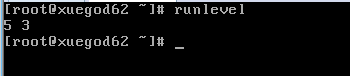 [root@xuegod62 ~]# runlevel
5 3
[root@xuegod62 ~]# _